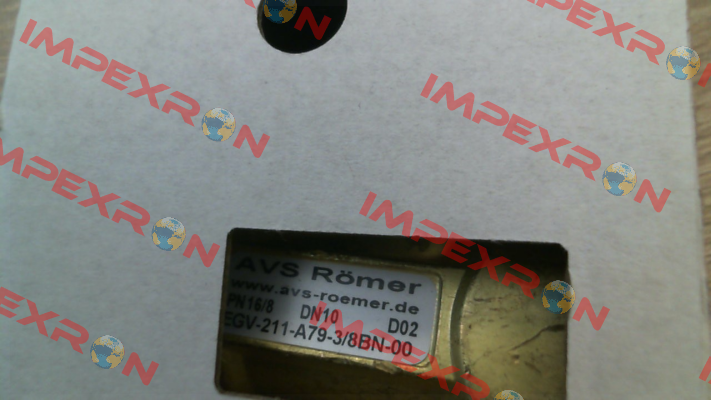 IMPEXRON
IMPEXRON
IMPEXRON
IMPEXRON
IMPEXRON
AVS Römer
www.avs-roemer.de
PN16/8 DN10 D02
EGV-211-A79-3/8BN-00